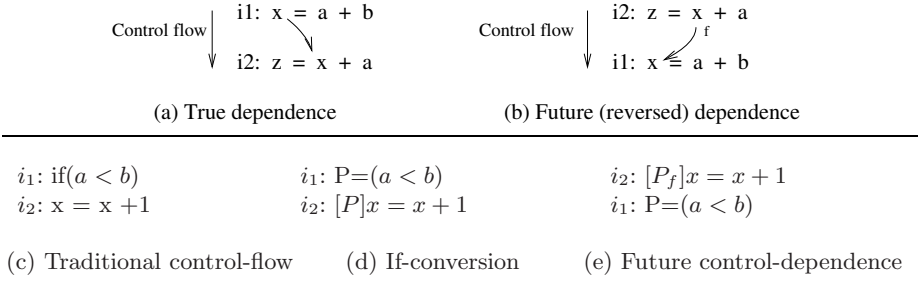 i1: x = a + b
Control flow
i2: z = x + a
(a) True dependence
i2: z = x + a
Control flow
f
i1: x = a + b
(b) Future (reversed) dependence
i₁: if(a < b)
i₂: x = x +1
(c) Traditional control-flow
i₁: P=(a < b)
i₂: [P]x = x + 1
(d) If-conversion
i₂: [P_f]x = x + 1
i₁: P=(a < b)
(e) Future control-dependence